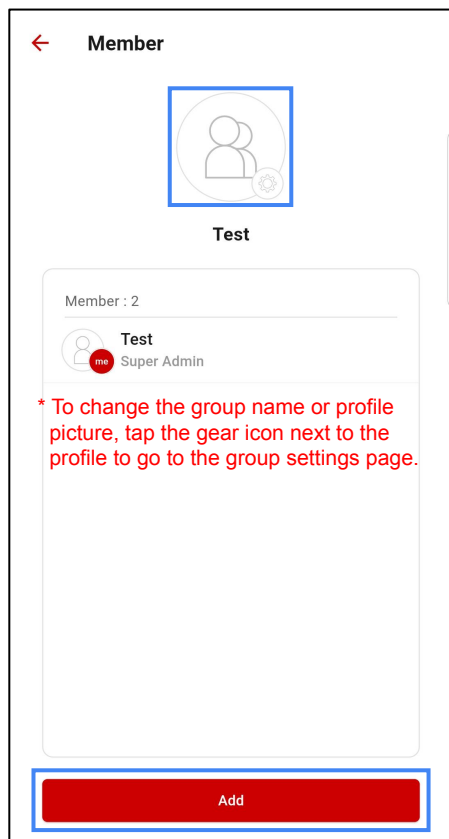 Member
Test
Member : 2
Test
me
Super Admin
* To change the group name or profile
picture, tap the gear icon next to the
profile to go to the group settings page.
Add